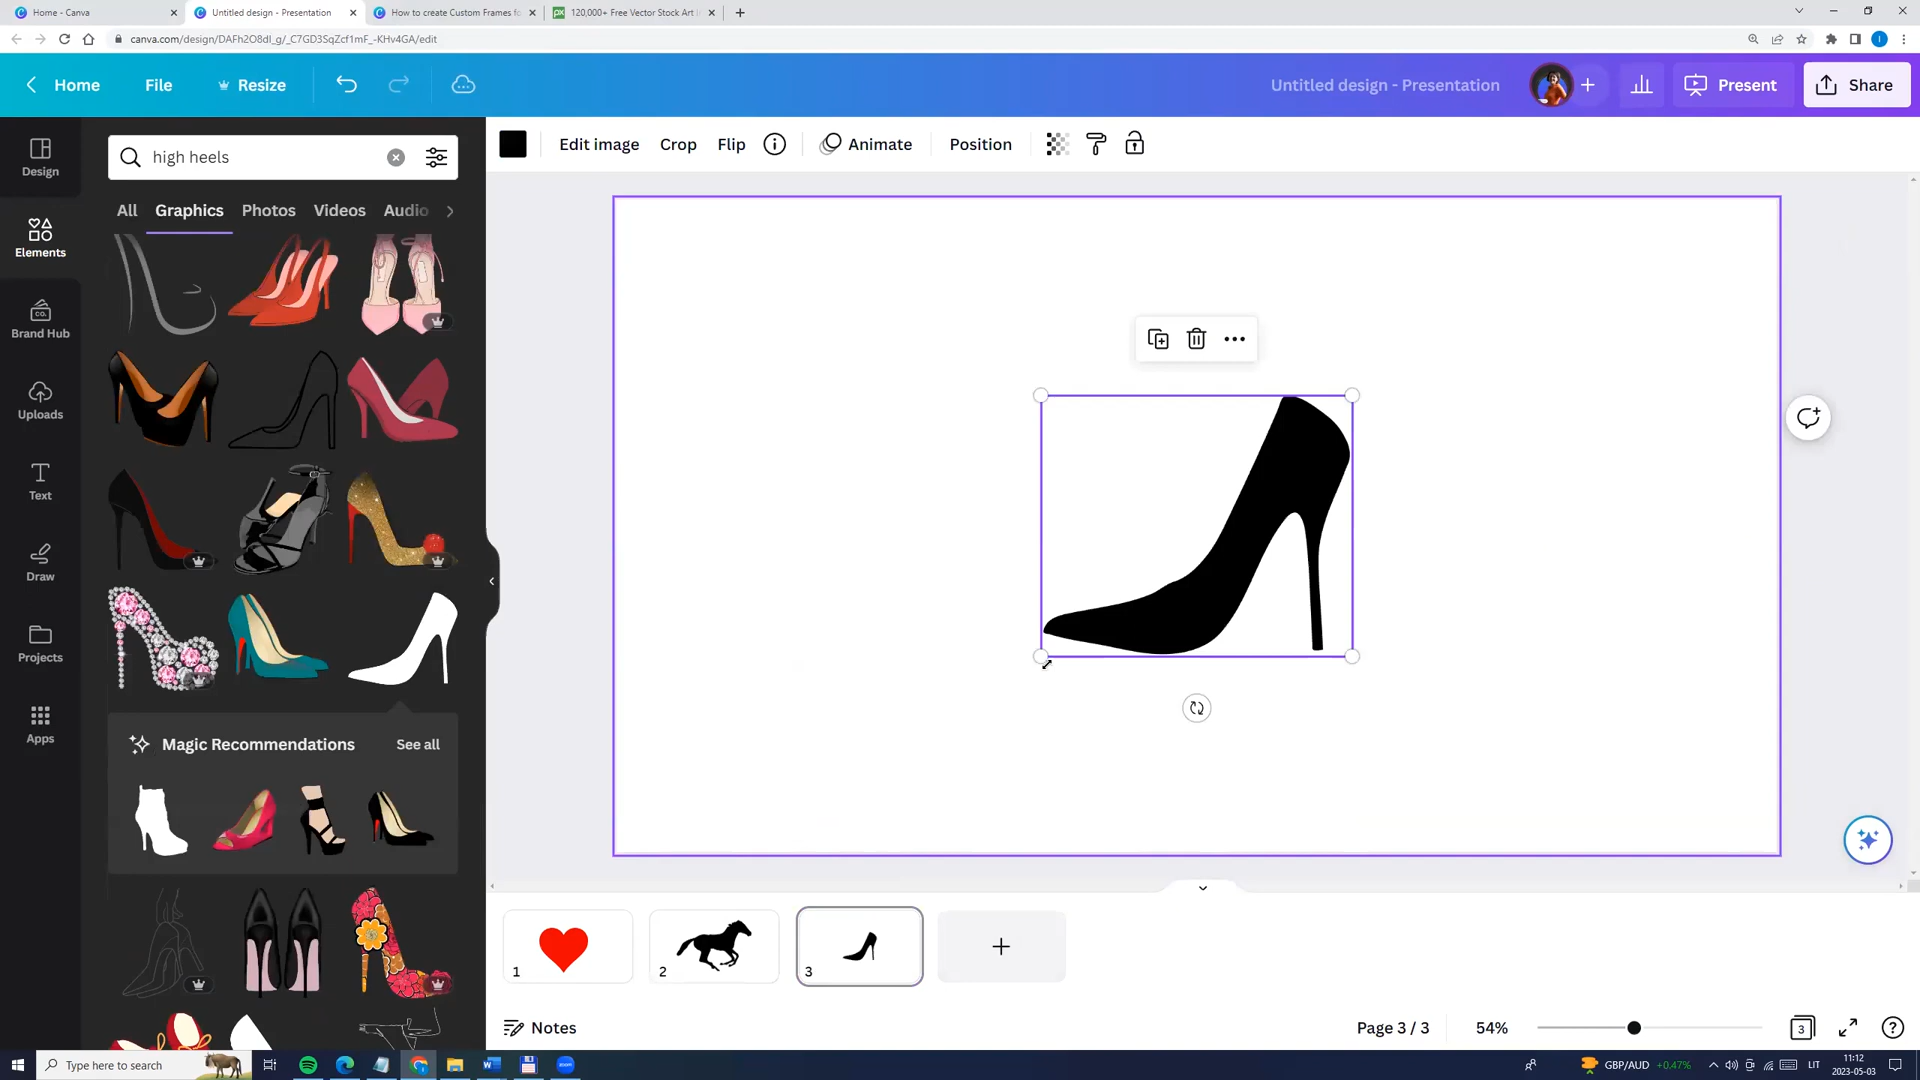 Home - Canva
Untitled design - Presentation
How to create Custom Frames fo
120,000+ Free Vector Stock Art
canva.com/design/DAFh2O8dI_g/_C7GD3SqZcf1mF_-KHv4GA/edit
Home
File
Resize
Untitled design - Presentation
Present
Share
Design
Elements
Brand Hub
CO.
Uploads
Text
Draw
Projects
Apps
high heels
All
Graphics
Photos
Videos
Audio
Magic Recommendations
See all
Edit image
Crop
Flip
Animate
Position
1
2
3
Notes
Page 3 / 3
54%
3
Type here to search
GBP/AUD +0.47%
LIT
11:12
2023-05-03